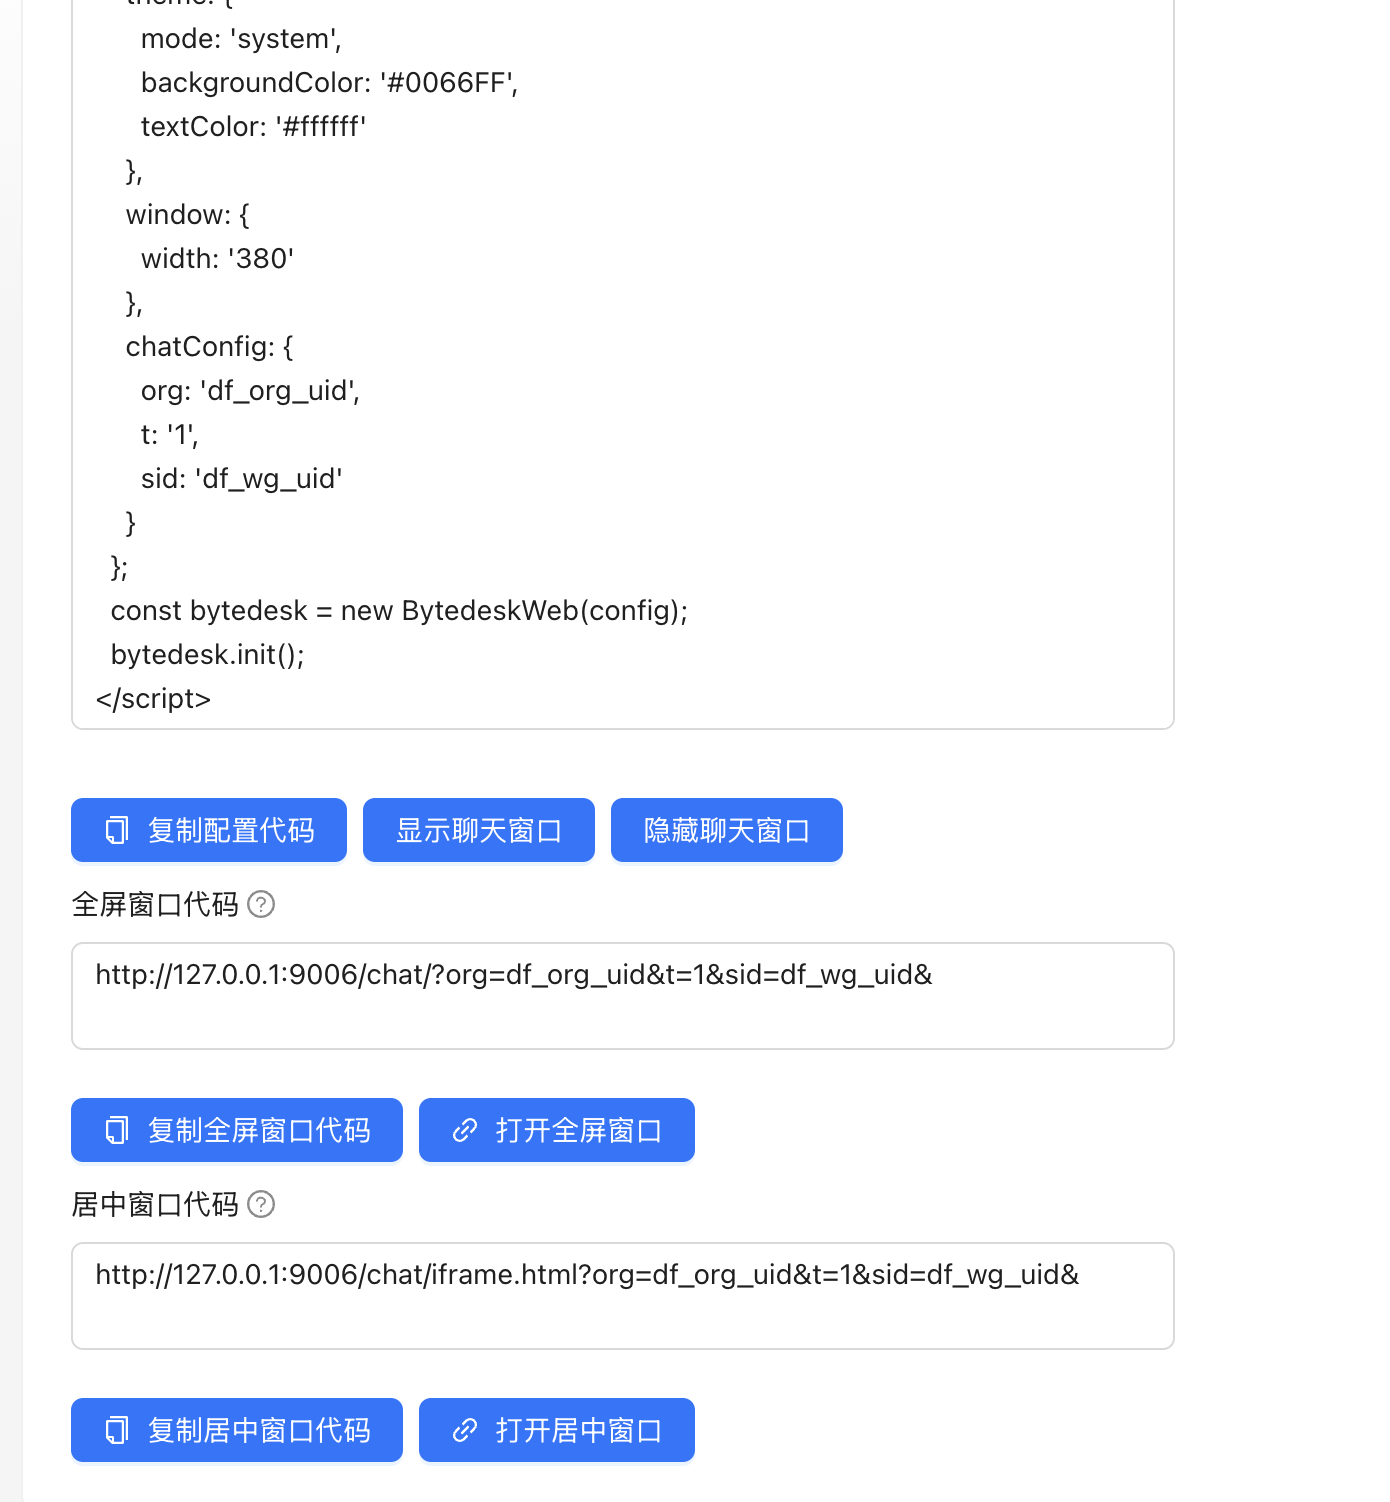 theme: {
mode: 'system',
backgroundColor: '#0066FF',
textColor: '#ffffff'
},
window: {
width: '380'
},
chatConfig: {
org: 'df_org_uid',
t: '1',
sid: 'df_wg_uid'
}
};
const bytedesk = new BytedeskWeb(config);
bytedesk.init();
</script>
复制配置代码 显示聊天窗口 隐藏聊天窗口
全屏窗口代码 ?
http://127.0.0.1:9006/chat/?org=df_org_uid&t=1&sid=df_wg_uid&
复制全屏窗口代码 打开全屏窗口
居中窗口代码 ?
http://127.0.0.1:9006/chat/iframe.html?org=df_org_uid&t=1&sid=df_wg_uid&
复制居中窗口代码 打开居中窗口